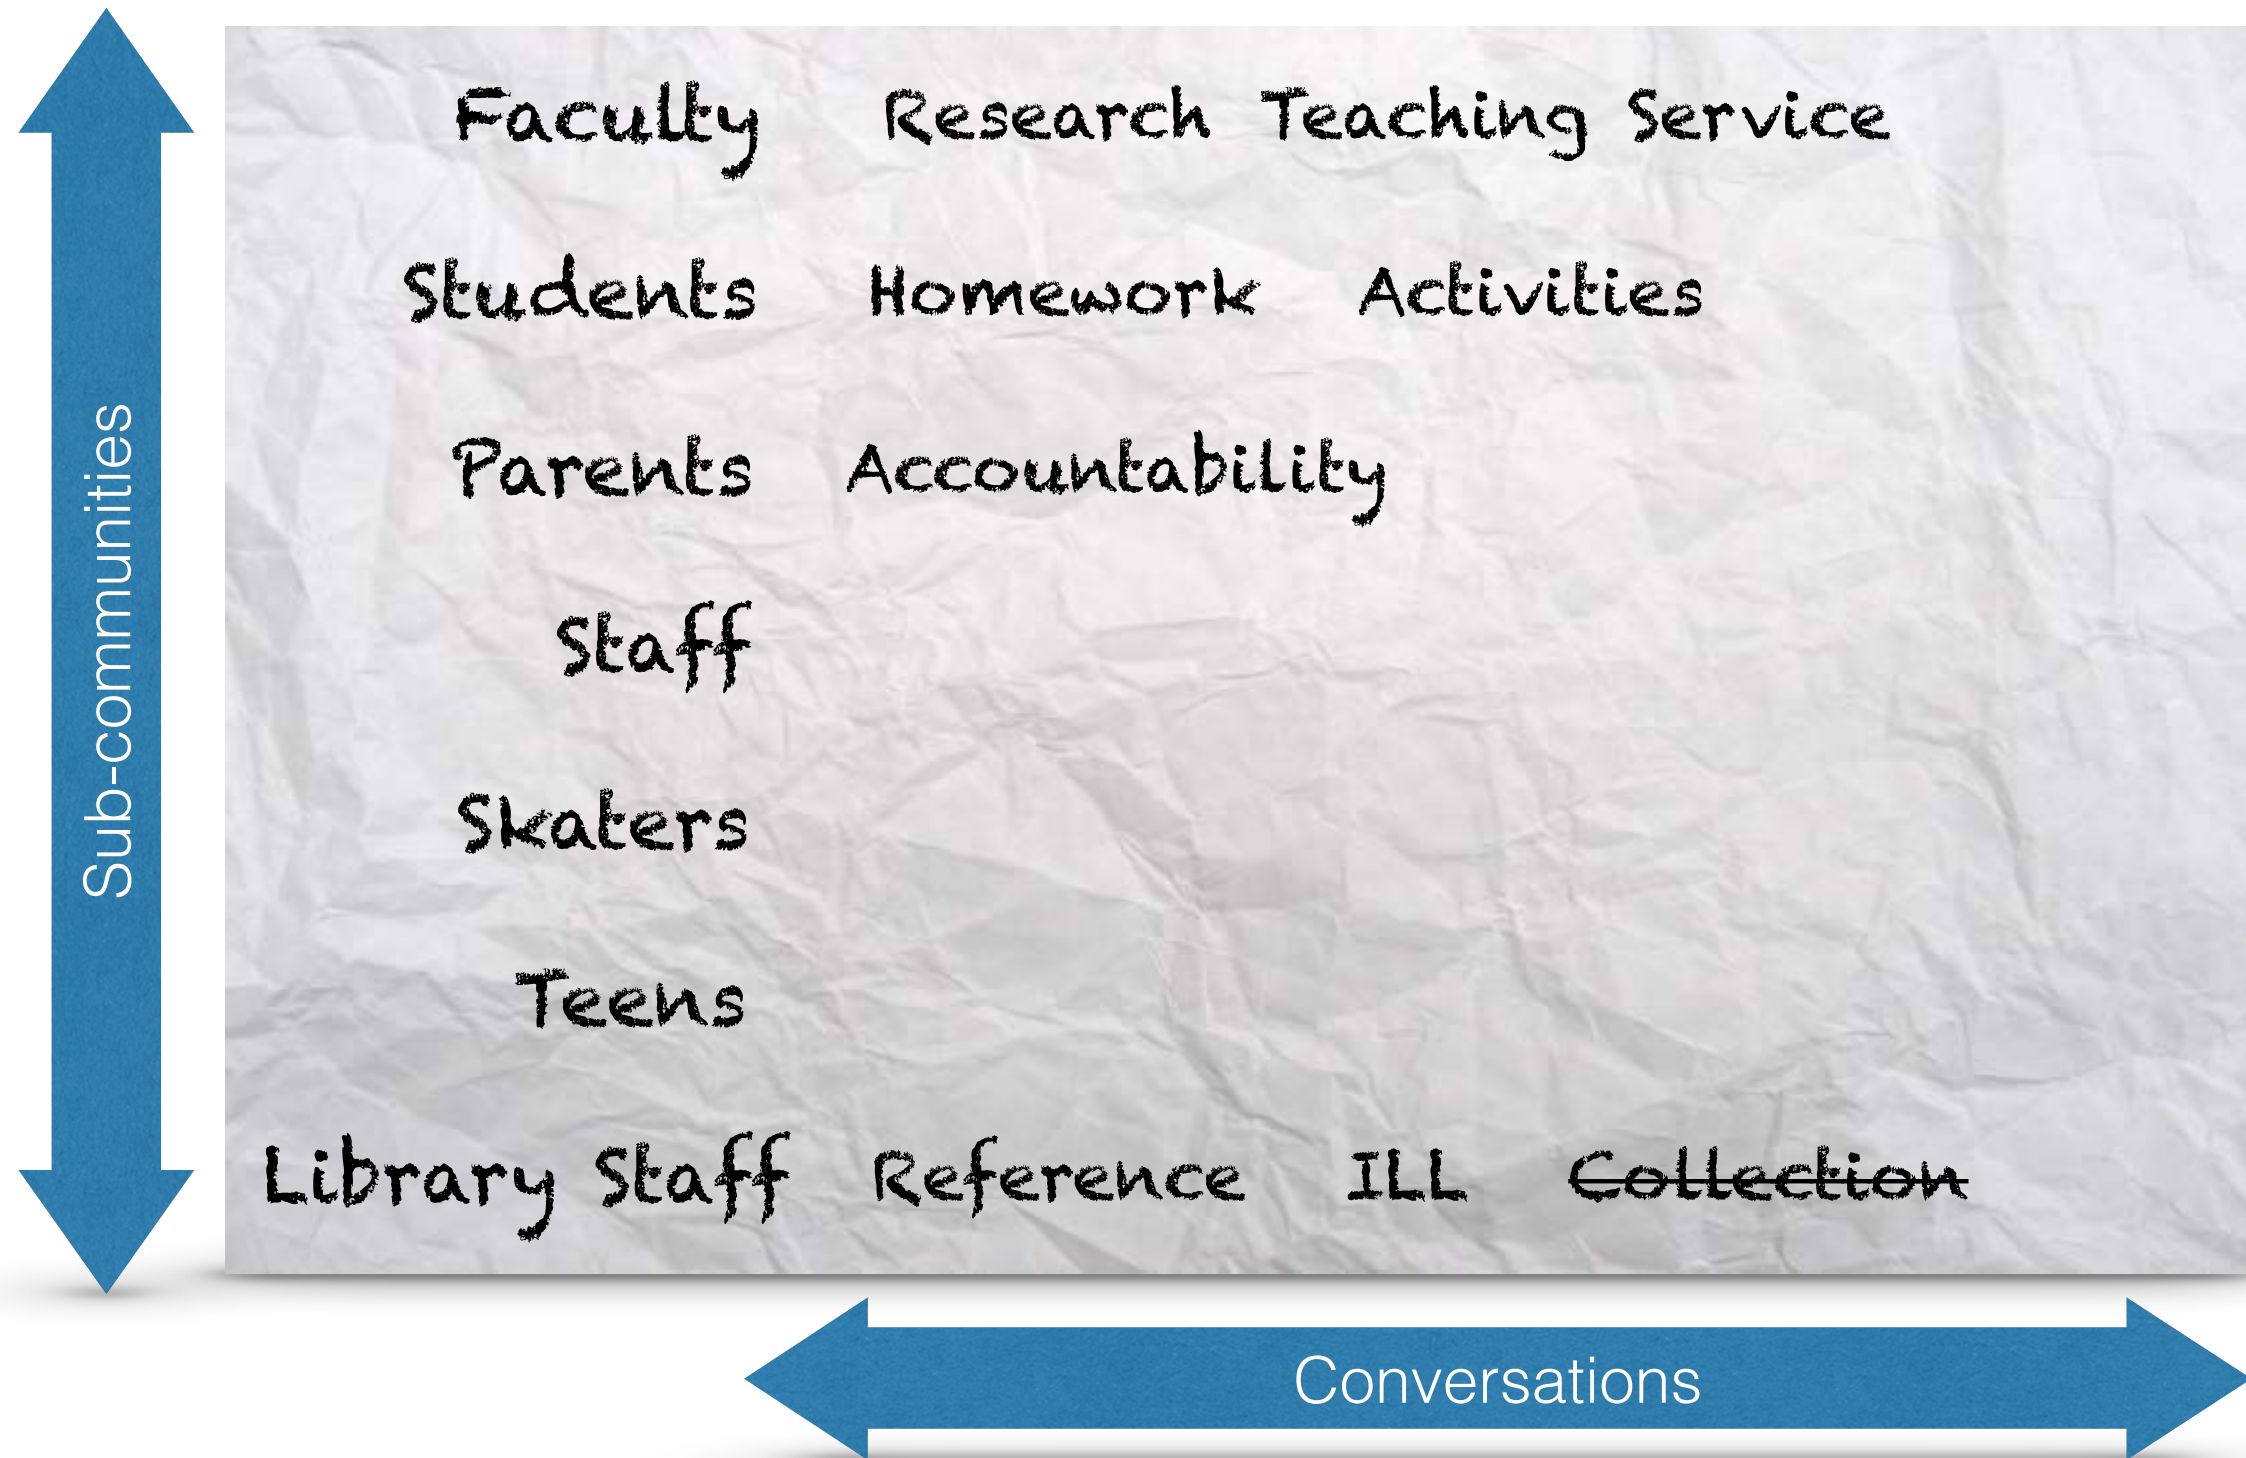 Faculty Research Teaching Service
Students Homework Activities
Parents Accountability
Staff
Skaters
Teens
Library Staff Reference ILL Collection
Sub-communities
Conversations